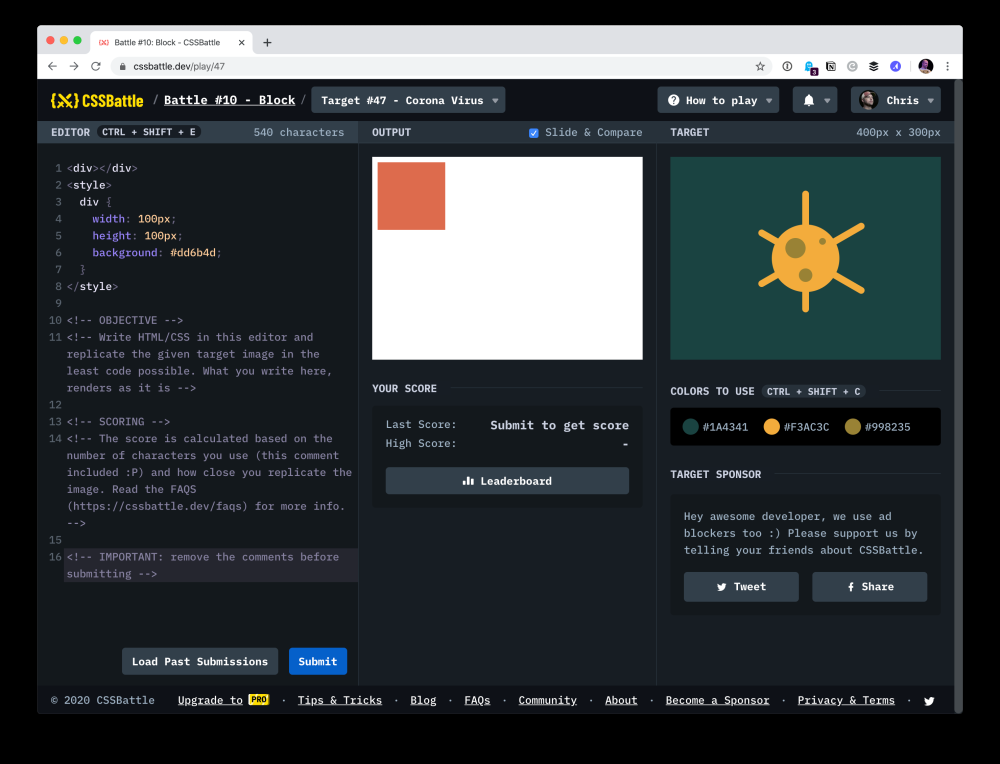 Battle #10: Block - CSSBattle
cssbattle.dev/play/47
3
CSSBattle / Battle #10 - Block / Target #47 - Corona Virus
How to play
Chris
EDITOR CTRL + SHIFT + E 540 characters
1 <div></div>
2 <style>
3 div {
4 width: 100px;
5 height: 100px;
6 background: #dd6b4d;
7 }
8 </style>
9
10 <!-- OBJECTIVE -->
11 <!-- Write HTML/CSS in this editor and
replicate the given target image in the
least code possible. What you write here,
renders as it is -->
12
13 <!-- SCORING -->
14 <!-- The score is calculated based on the
number of characters you use (this comment
included :P) and how close you replicate the
image. Read the FAQS
(https://cssbattle.dev/faqs) for more info.
-->
15
16 <!-- IMPORTANT: remove the comments before
submitting -->
Load Past Submissions
Submit
OUTPUT
Slide & Compare
YOUR SCORE
Last Score: Submit to get score
High Score: -
Leaderboard
TARGET 400px x 300px
COLORS TO USE CTRL + SHIFT + C
#1A4341 #F3AC3C #998235
TARGET SPONSOR
Hey awesome developer, we use ad
blockers too :) Please support us by
telling your friends about CSSBattle.
Tweet
Share
© 2020 CSSBattle Upgrade to PRO · Tips & Tricks · Blog · FAQs · Community · About · Become a Sponsor · Privacy & Terms ·